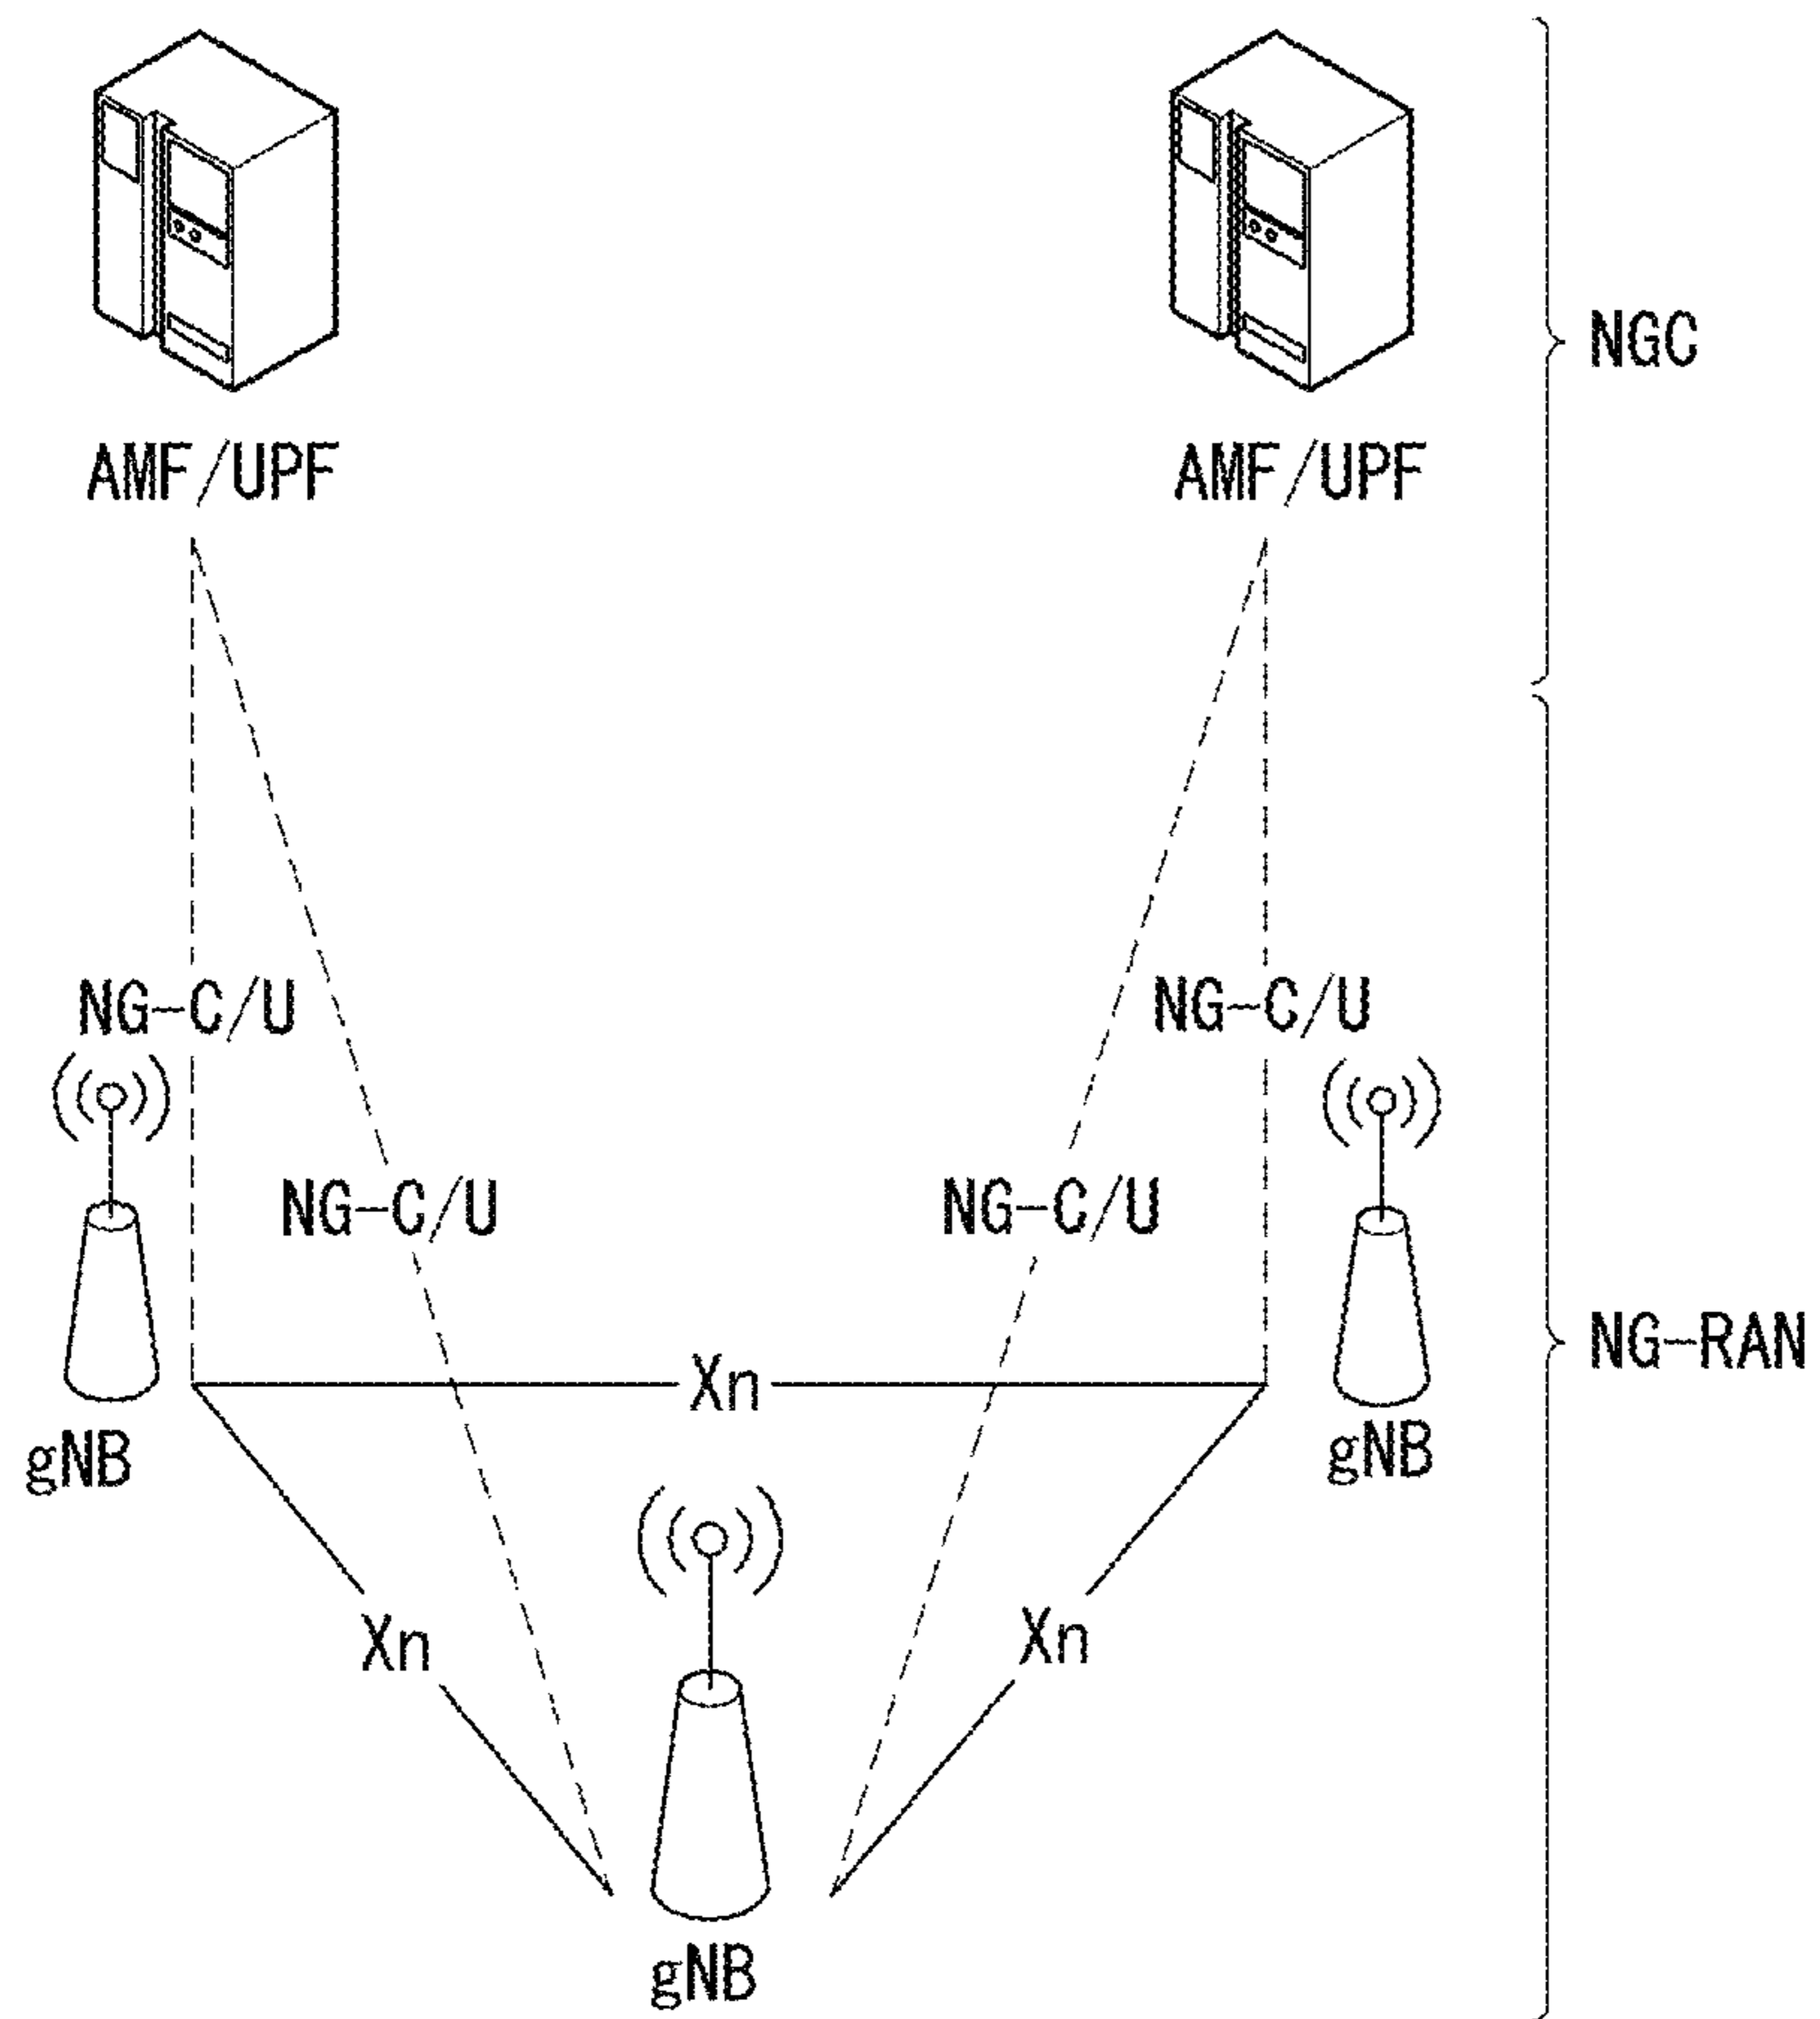 NGC
AMF/UPF
AMF/UPF
NG-C/U
NG-C/U
NG-C/U
NG-C/U
NG-RAN
Xn
gNB
gNB
Xn
Xn
gNB